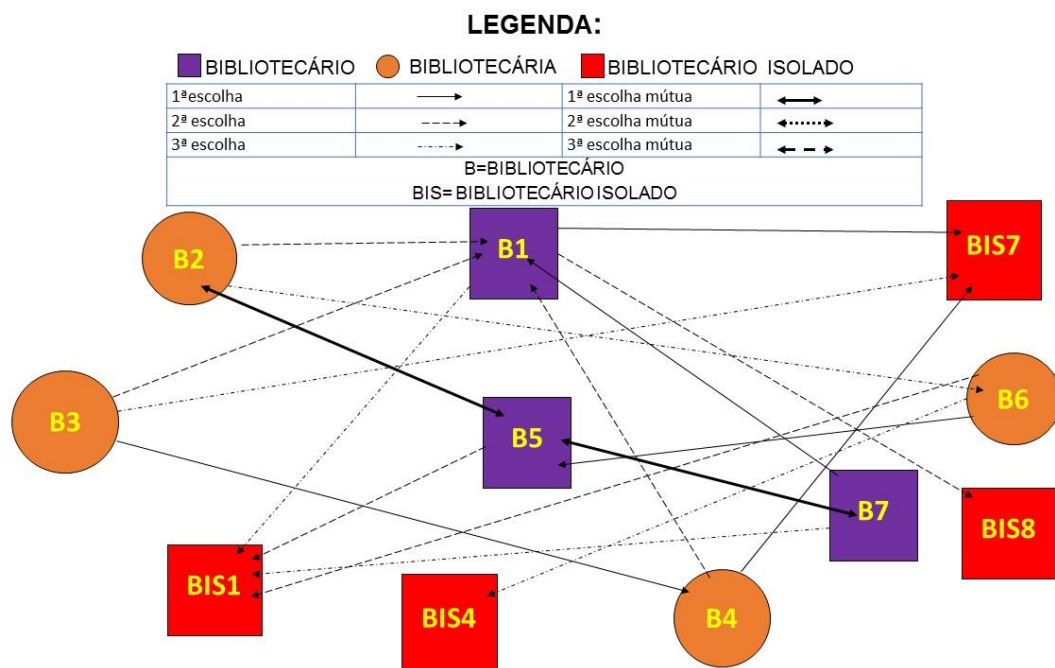 LEGENDA:
BIBLIOTECÁRIO BIBLIOTECÁRIA BIBLIOTECÁRIO ISOLADO
1ªescolha 1ª escolha mútua
2ª escolha 2ª escolha mútua
3ª escolha 3ª escolha mútua
B=BIBLIOTECÁRIO
BIS= BIBLIOTECÁRIO ISOLADO
B2
B1
BIS7
B3
B5
B6
B7
BIS8
BIS1
BIS4
B4